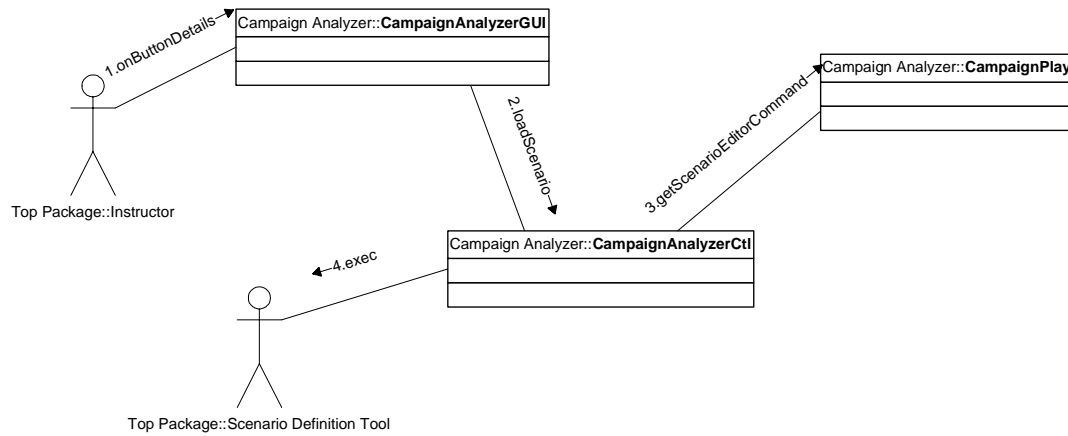 Campaign Analyzer::CampaignAnalyzerGUI
1.onButtonDetails
Campaign Analyzer::CampaignPlay
2.loadScenario
3.getScenarioEditorCommand
Top Package::Instructor
Campaign Analyzer::CampaignAnalyzerCtl
4.exec
Top Package::Scenario Definition Tool